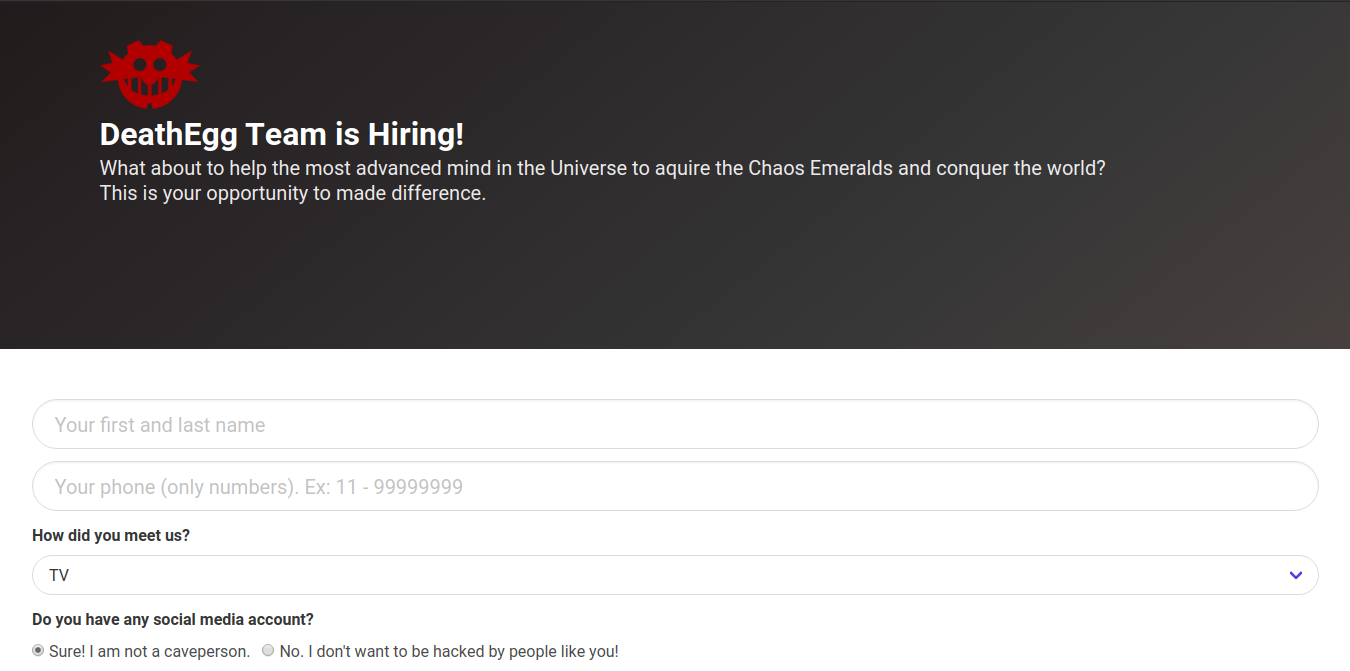 DeathEgg Team is Hiring!
What about to help the most advanced mind in the Universe to aquire the Chaos Emeralds and conquer the world?
This is your opportunity to made difference.
Your first and last name
Your phone (only numbers). Ex: 11 - 99999999
How did you meet us?
TV
Do you have any social media account?
Sure! I am not a caveperson. No. I don't want to be hacked by people like you!